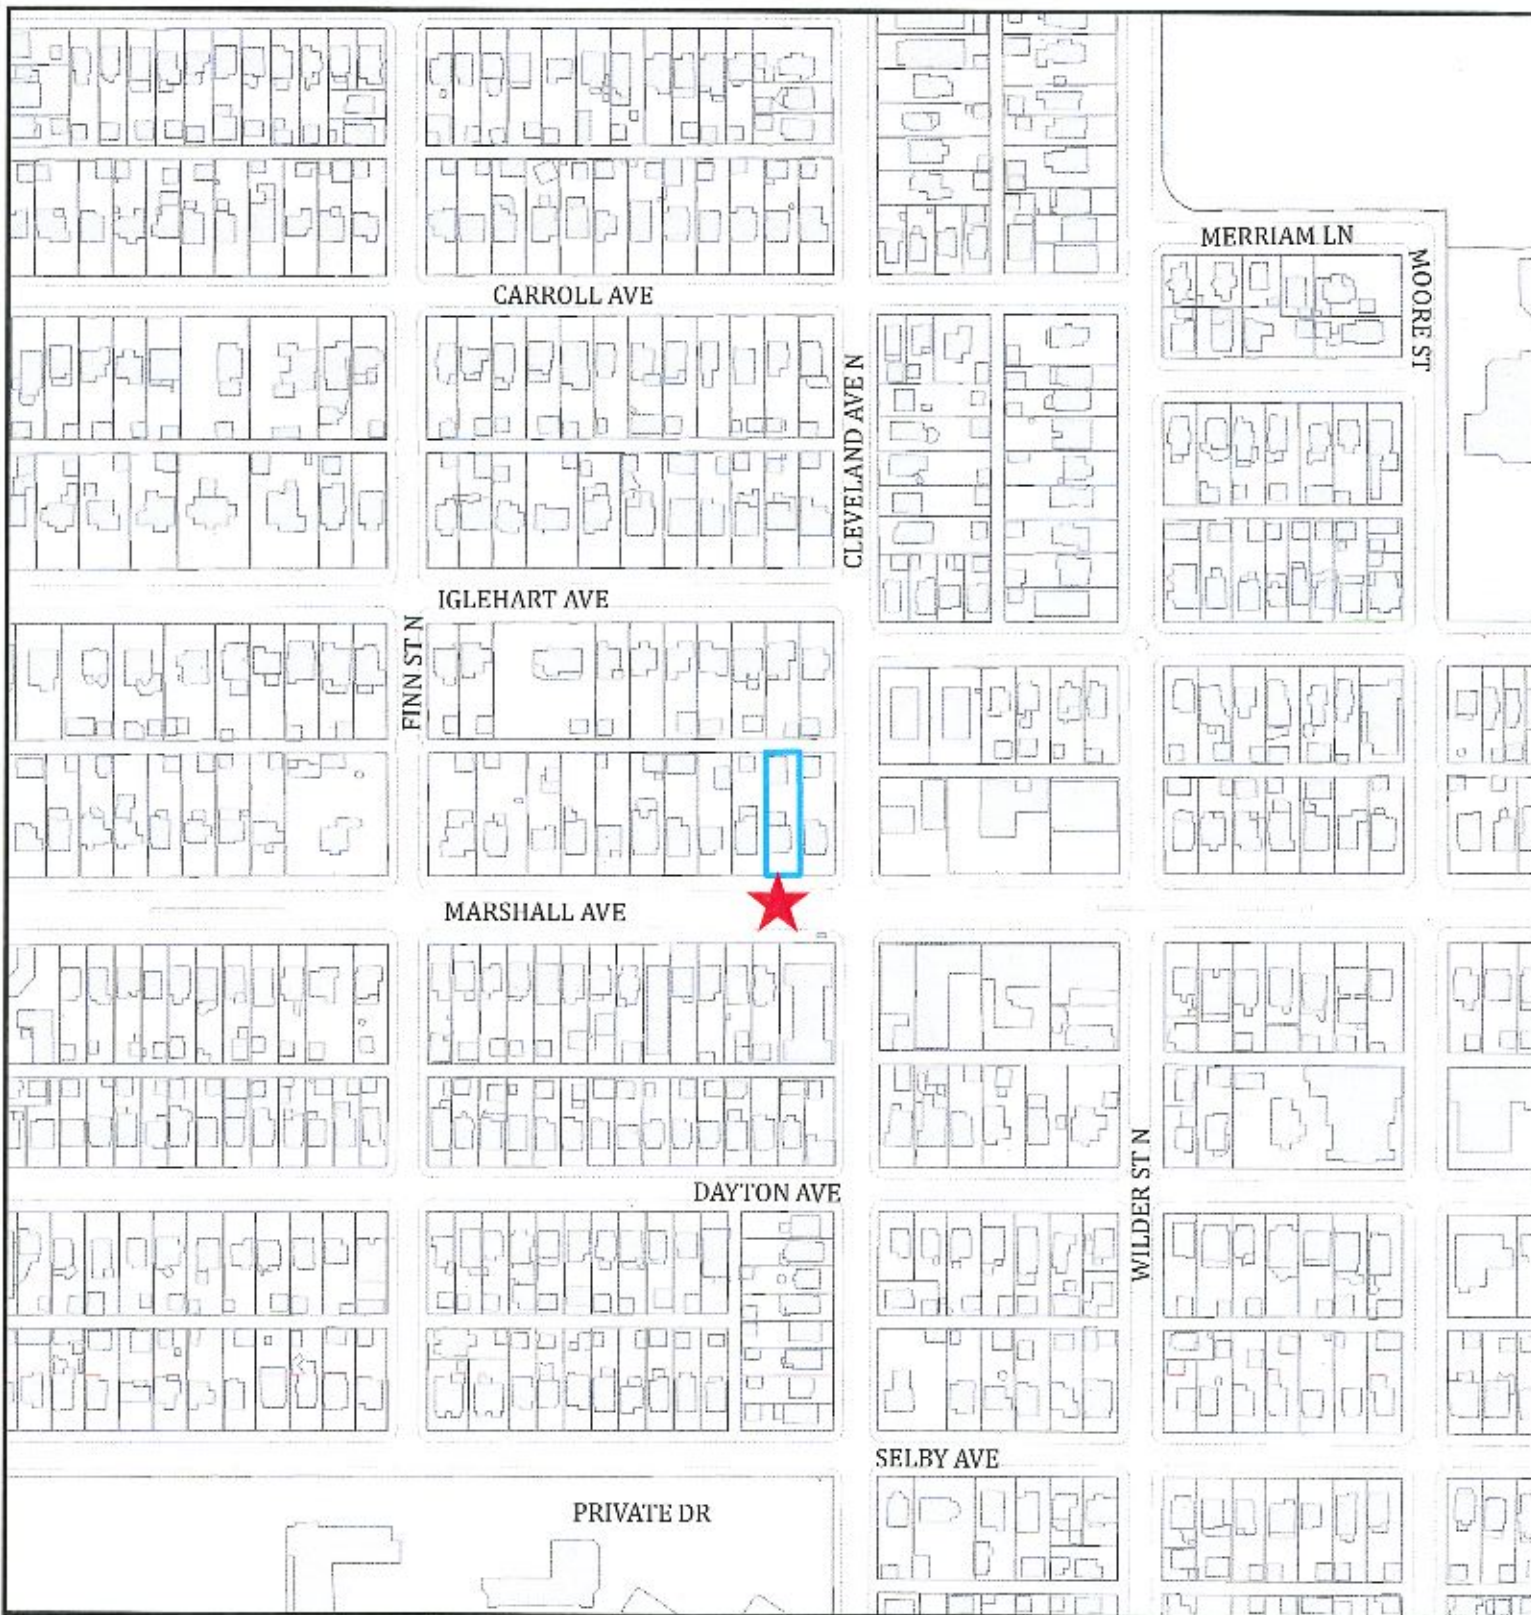 MERRIAM LN
MOORE ST
CARROLL AVE
CLEVELAND AVE N
IGLEHART AVE
FINN ST N
MARSHALL AVE
WILDER ST N
DAYTON AVE
SELBY AVE
PRIVATE DR